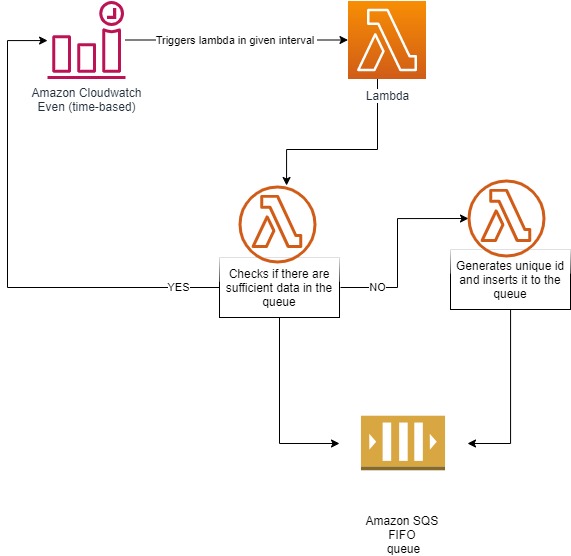 Triggers lambda in given interval
Amazon Cloudwatch
Even (time-based)
Lambda
Checks if there are
sufficient data in the
queue
Generates unique id
and inserts it to the
queue
YES
NO
Amazon SQS
FIFO
queue